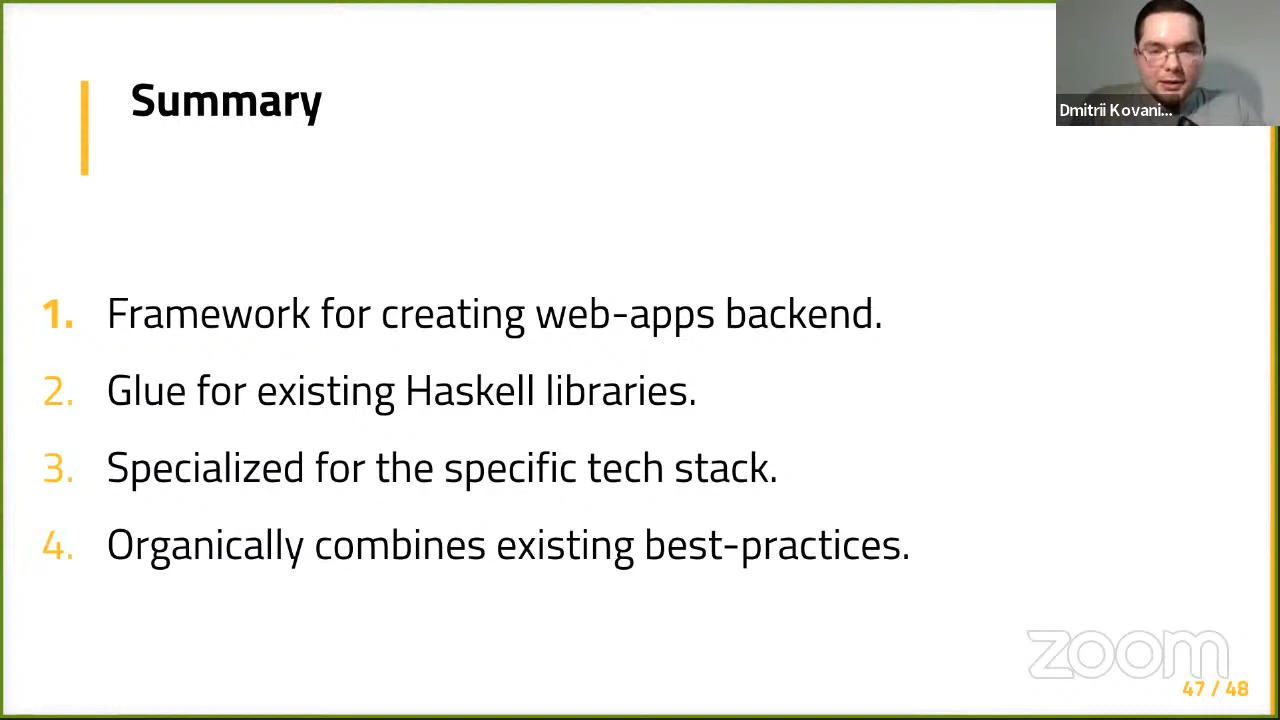 Summary
Dmitrii Kovani...
1. Framework for creating web-apps backend.
2. Glue for existing Haskell libraries.
3. Specialized for the specific tech stack.
4. Organically combines existing best-practices.
zoom
47 / 48